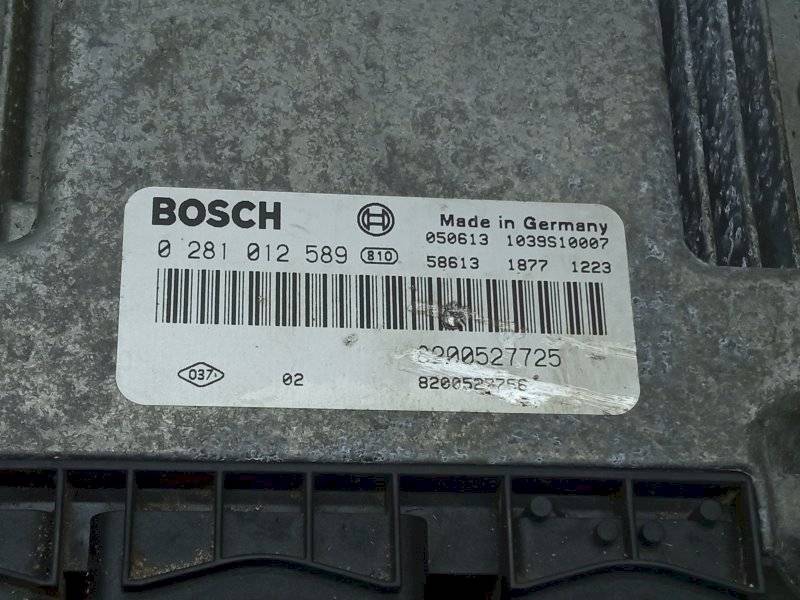 BOSCH
Made in Germany
0 281 012 589 810
050613 1039S10007
58613 1877 1223
8200527725
037 02